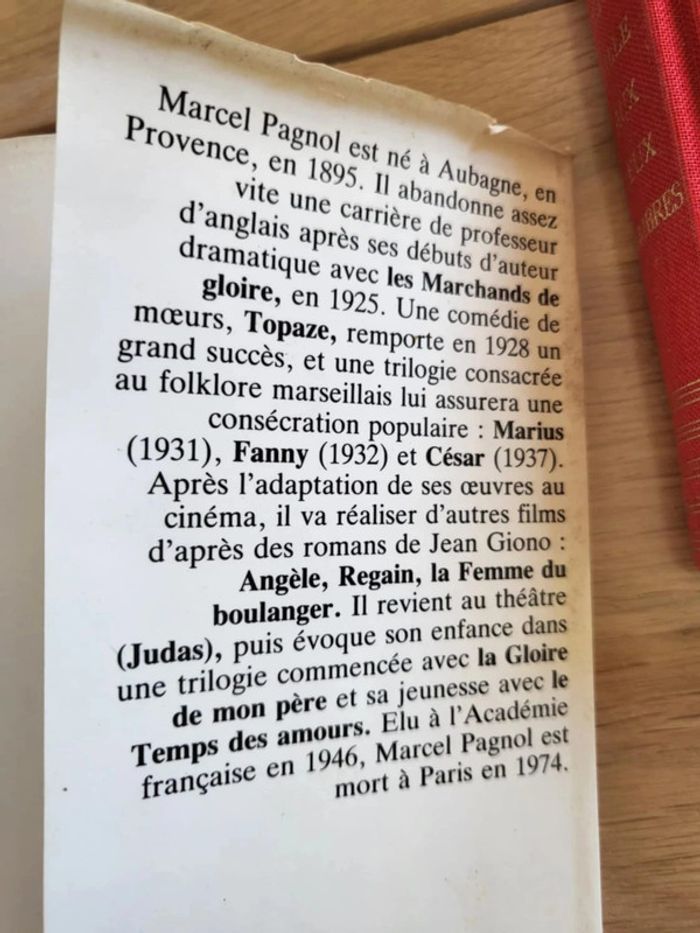 Marcel Pagnol est né à Aubagne, en
Provence, en 1895. Il abandonne assez
vite une carrière de professeur
d'anglais après ses débuts d'auteur
dramatique avec les Marchands de
gloire, en 1925. Une comédie de
mœurs, Topaze, remporte en 1928 un
grand succès, et une trilogie consacrée
au folklore marseillais lui assurera une
consécration populaire : Marius
(1931), Fanny (1932) et César (1937).
Après l'adaptation de ses œuvres au
cinéma, il va réaliser d'autres films
d'après des romans de Jean Giono :
Angèle, Regain, la Femme du
boulanger. Il revient au théâtre
(Judas), puis évoque son enfance dans
une trilogie commencée avec la Gloire
de mon père et sa jeunesse avec le
Temps des amours. Elu à l'Académie
française en 1946, Marcel Pagnol est
mort à Paris en 1974.